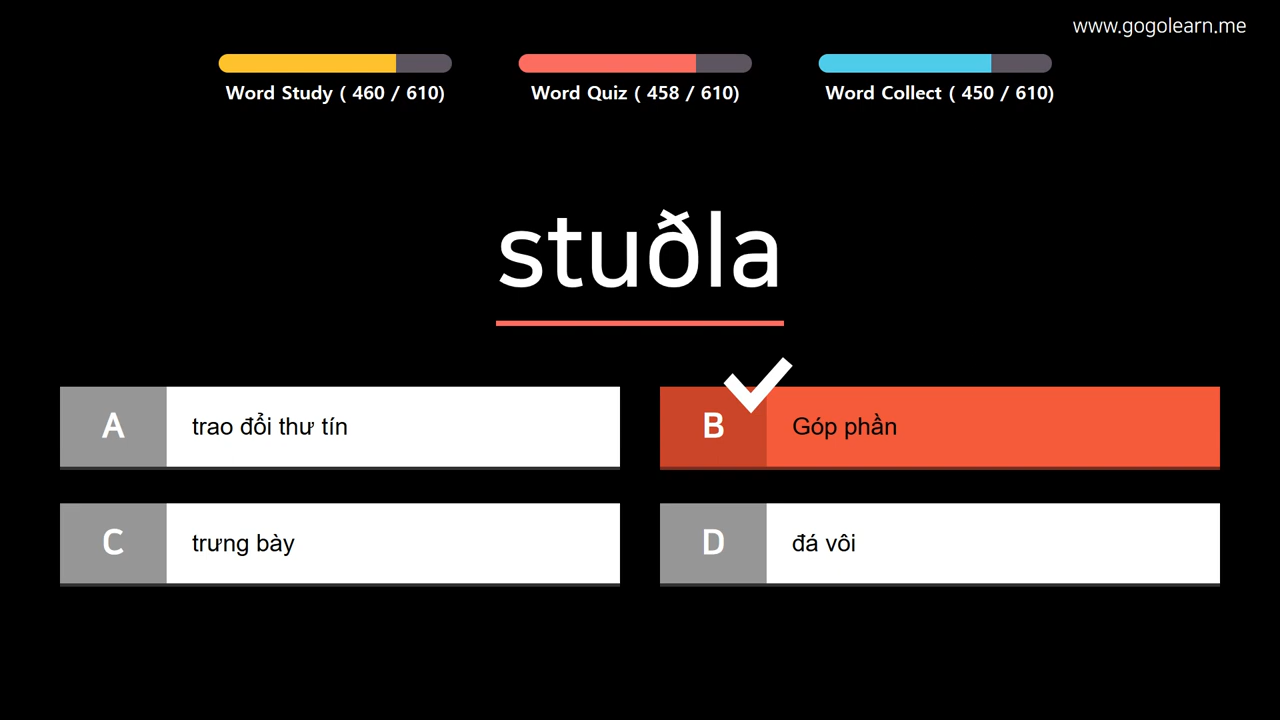 www.gogolearn.me
Word Study ( 460 / 610)
Word Quiz ( 458 / 610)
Word Collect ( 450 / 610)
stuðla
A
trao đổi thư tín
B
Góp phần
C
trưng bày
D
đá vôi